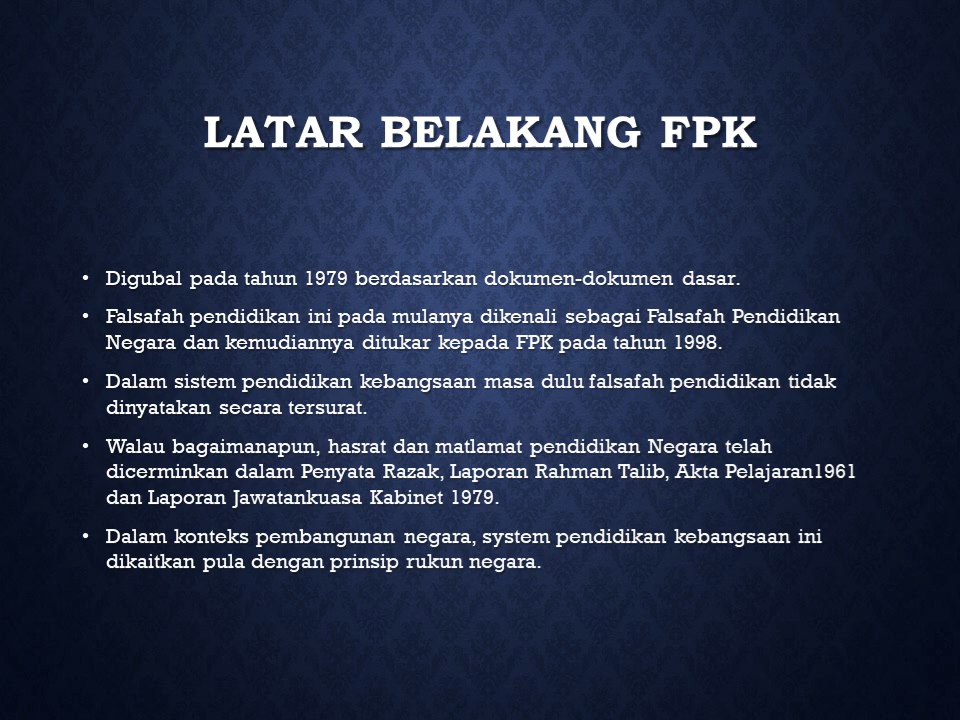 LATAR BELAKANG FPK
• Digubal pada tahun 1979 berdasarkan dokumen-dokumen dasar.
• Falsafah pendidikan ini pada mulanya dikenali sebagai Falsafah Pendidikan
Negara dan kemudiannya ditukar kepada FPK pada tahun 1998.
• Dalam sistem pendidikan kebangsaan masa dulu falsafah pendidikan tidak
dinyatakan secara tersurat.
• Walau bagaimanapun, hasrat dan matlamat pendidikan Negara telah
dicerminkan dalam Penyata Razak, Laporan Rahman Talib, Akta Pelajaran1961
dan Laporan Jawatankuasa Kabinet 1979.
• Dalam konteks pembangunan negara, system pendidikan kebangsaan ini
dikaitkan pula dengan prinsip rukun negara.